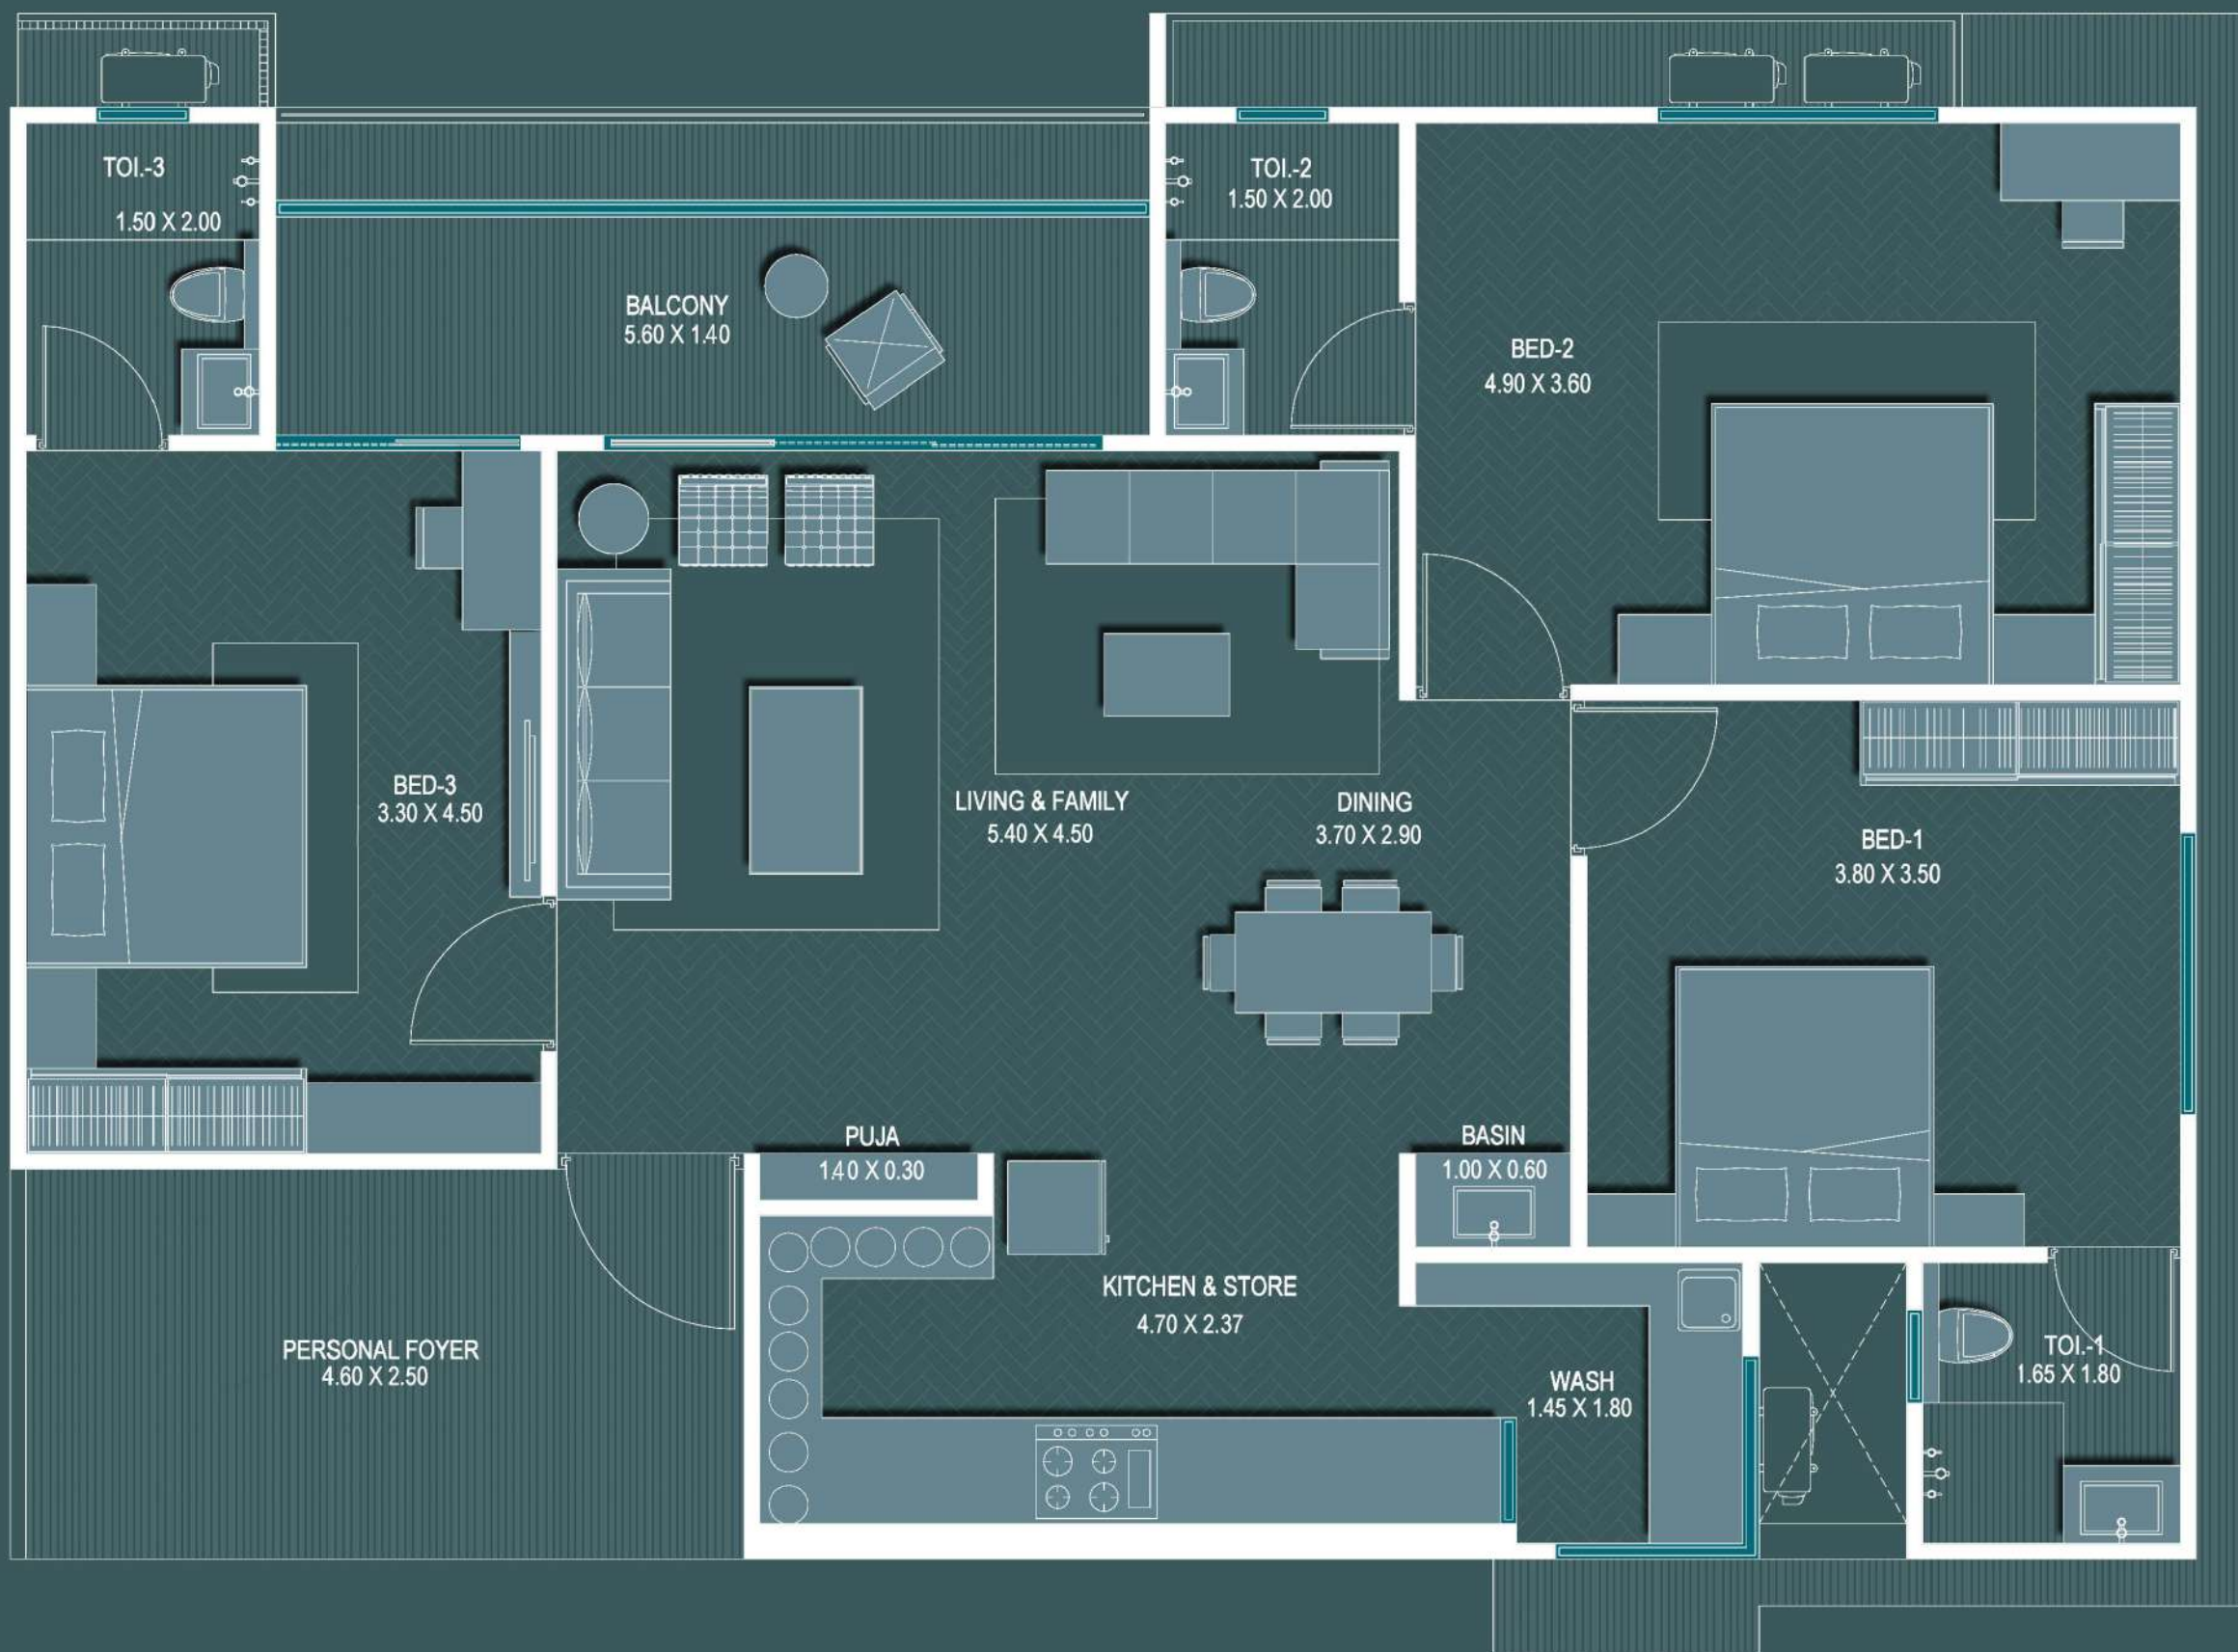 TOI.-3
1.50 X 2.00
TOI.-2
1.50 X 2.00
BALCONY
5.60 X 1.40
BED-2
4.90 X 3.60
BED-3
3.30 X 4.50
LIVING & FAMILY
5.40 X 4.50
DINING
3.70 X 2.90
BED-1
3.80 X 3.50
PUJA
1.40 X 0.30
BASIN
1.00 X 0.60
KITCHEN & STORE
4.70 X 2.37
PERSONAL FOYER
4.60 X 2.50
WASH
1.45 X 1.80
TOI.-1
1.65 X 1.80